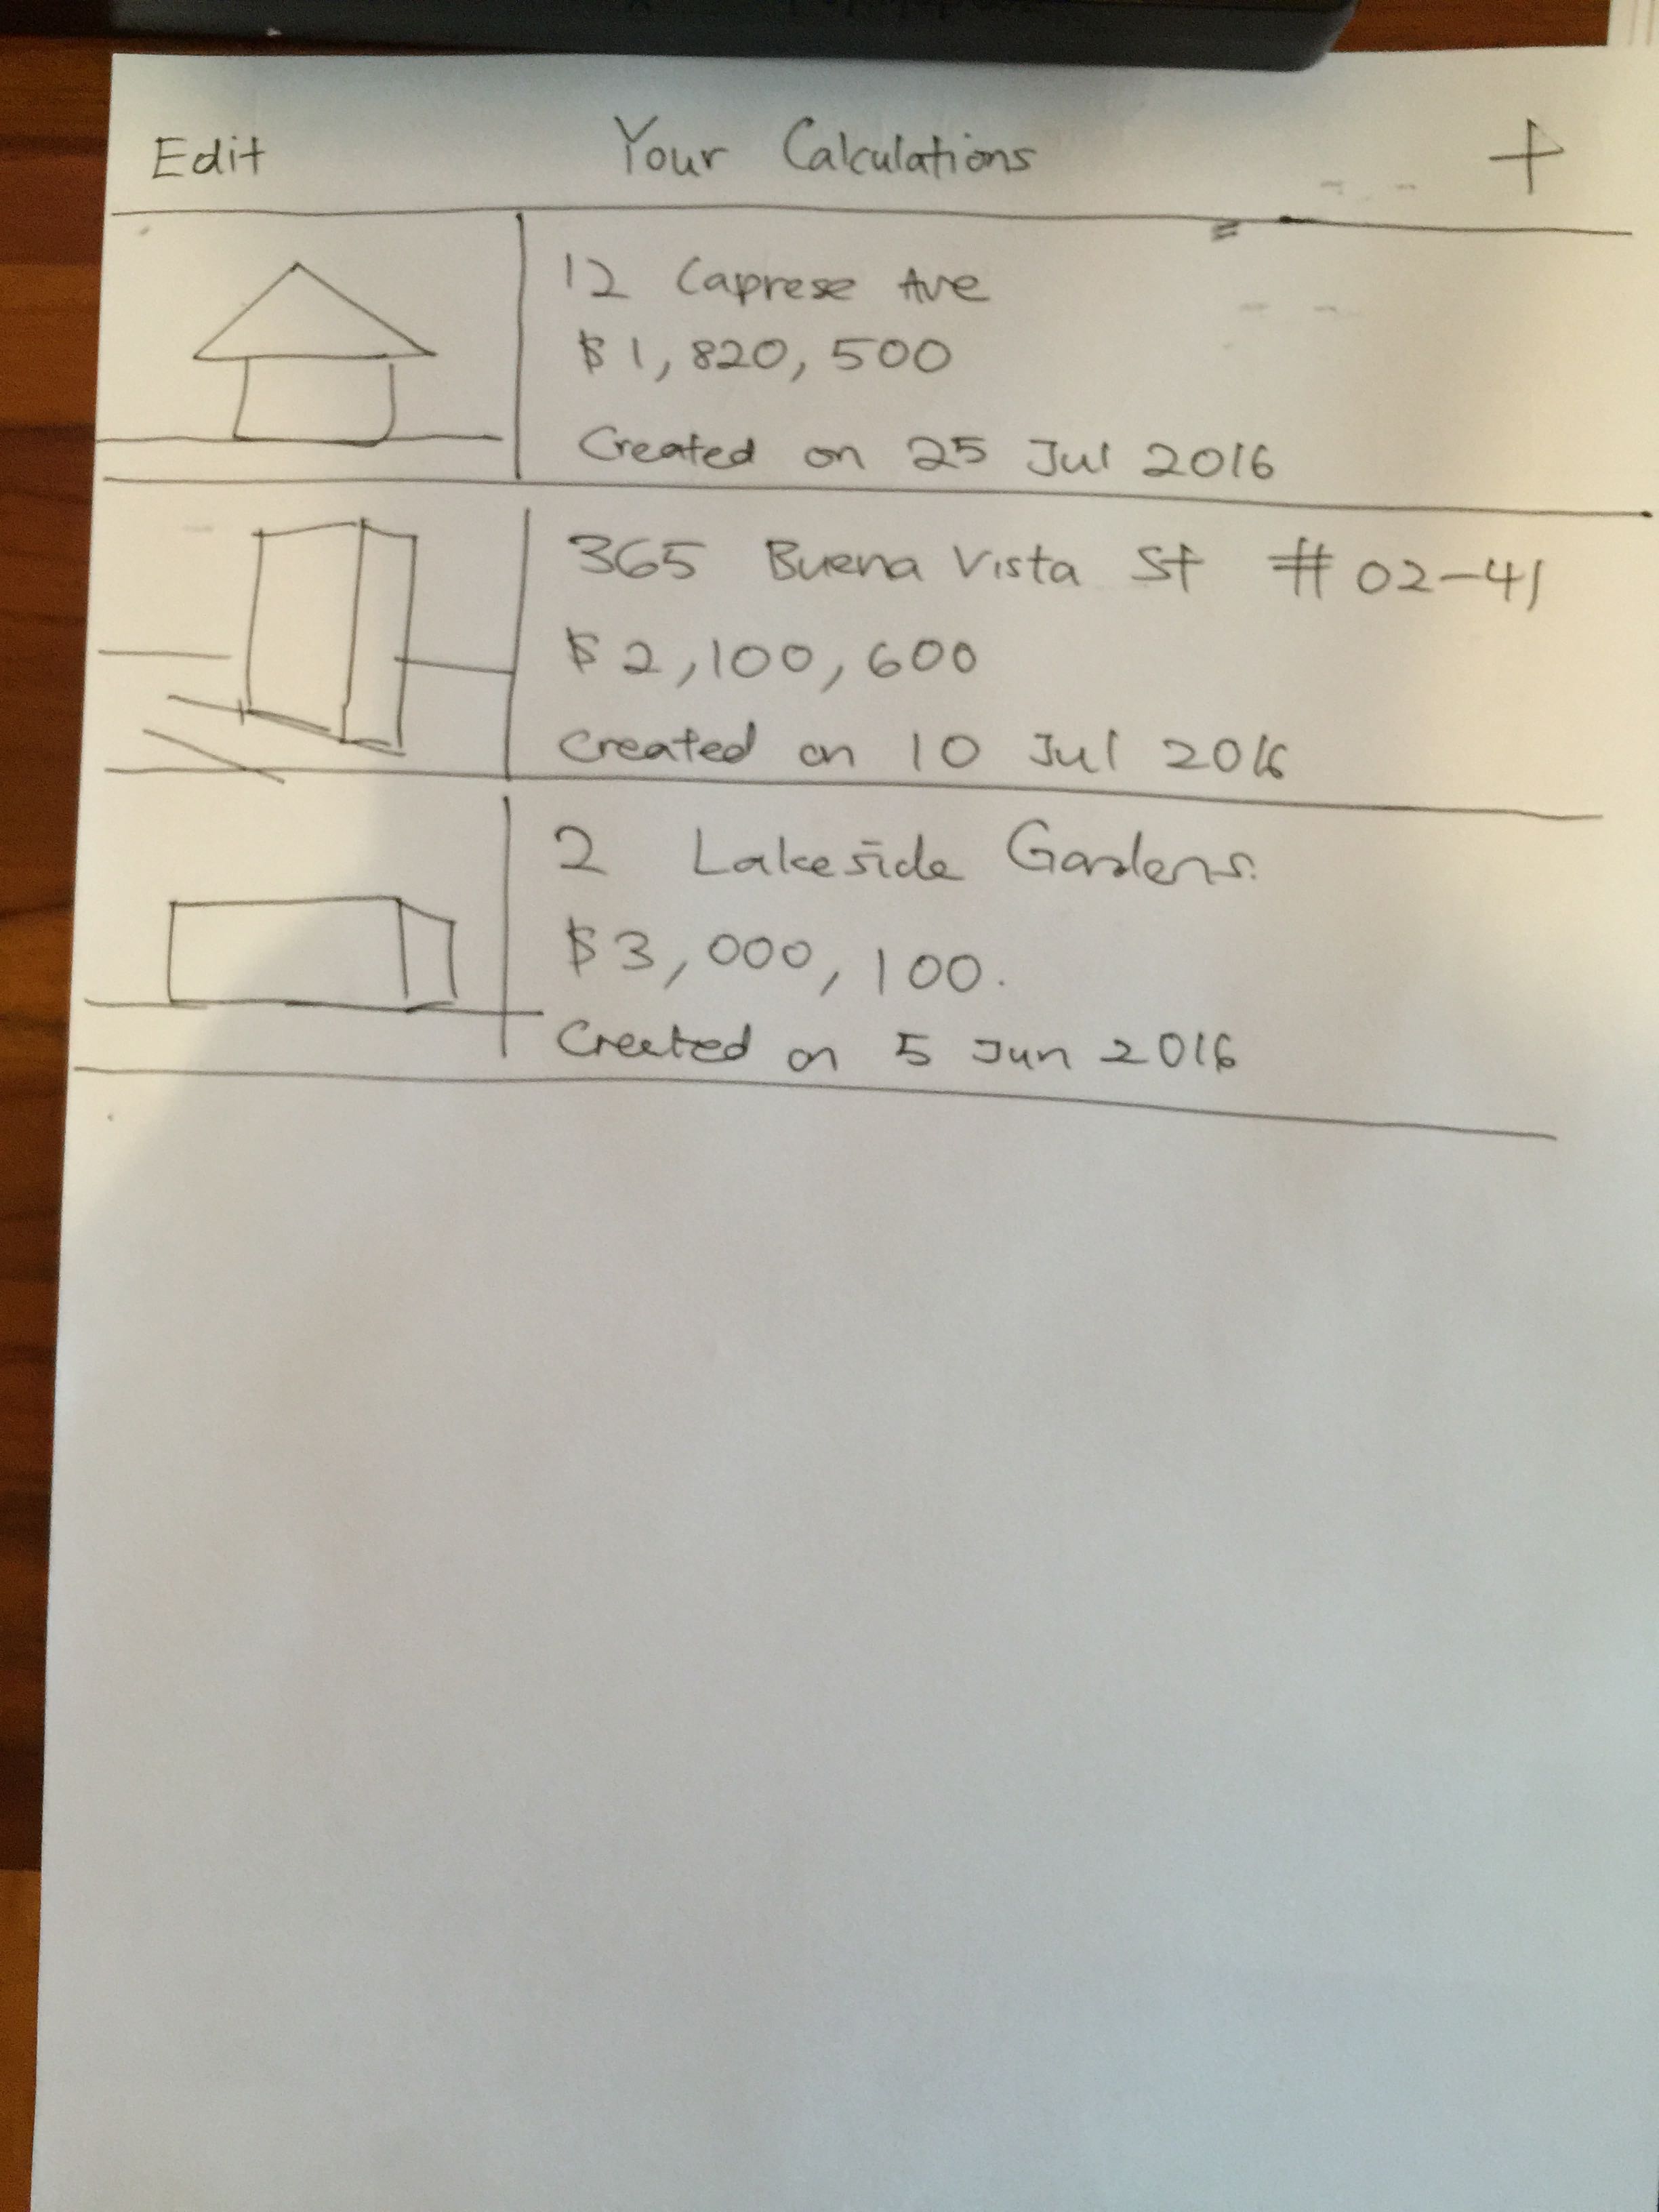 Edit Your Calculations +
12 Caprese Ave
$1,820,500
Created on 25 Jul 2016
365 Buena Vista St #02-41
$2,100,600
Created on 10 Jul 2016
2 Lakeside Gardens.
$3,000,100.
Created on 5 Jun 2016